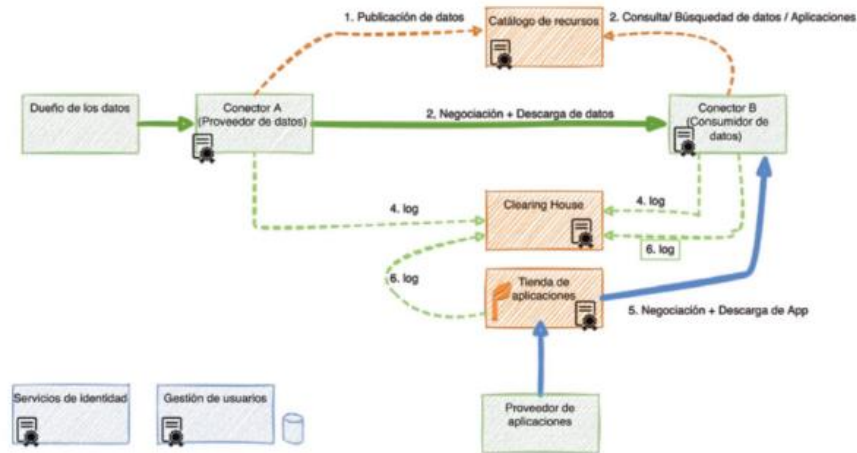 1. Publicación de datos
Catálogo de recursos
2. Consulta/ Búsquedad de datos / Aplicaciones
Dueño de los datos
Conector A
(Proveedor de datos)
2, Negociación + Descarga de datos
Conector B
(Consumidor de
datos)
4. log
Clearing House
4. log
6. log
6. log
Tienda de
aplicaciones
5. Negociación + Descarga de App
Servicios de identidad
Gestión de usuarios
Proveedor de
aplicaciones